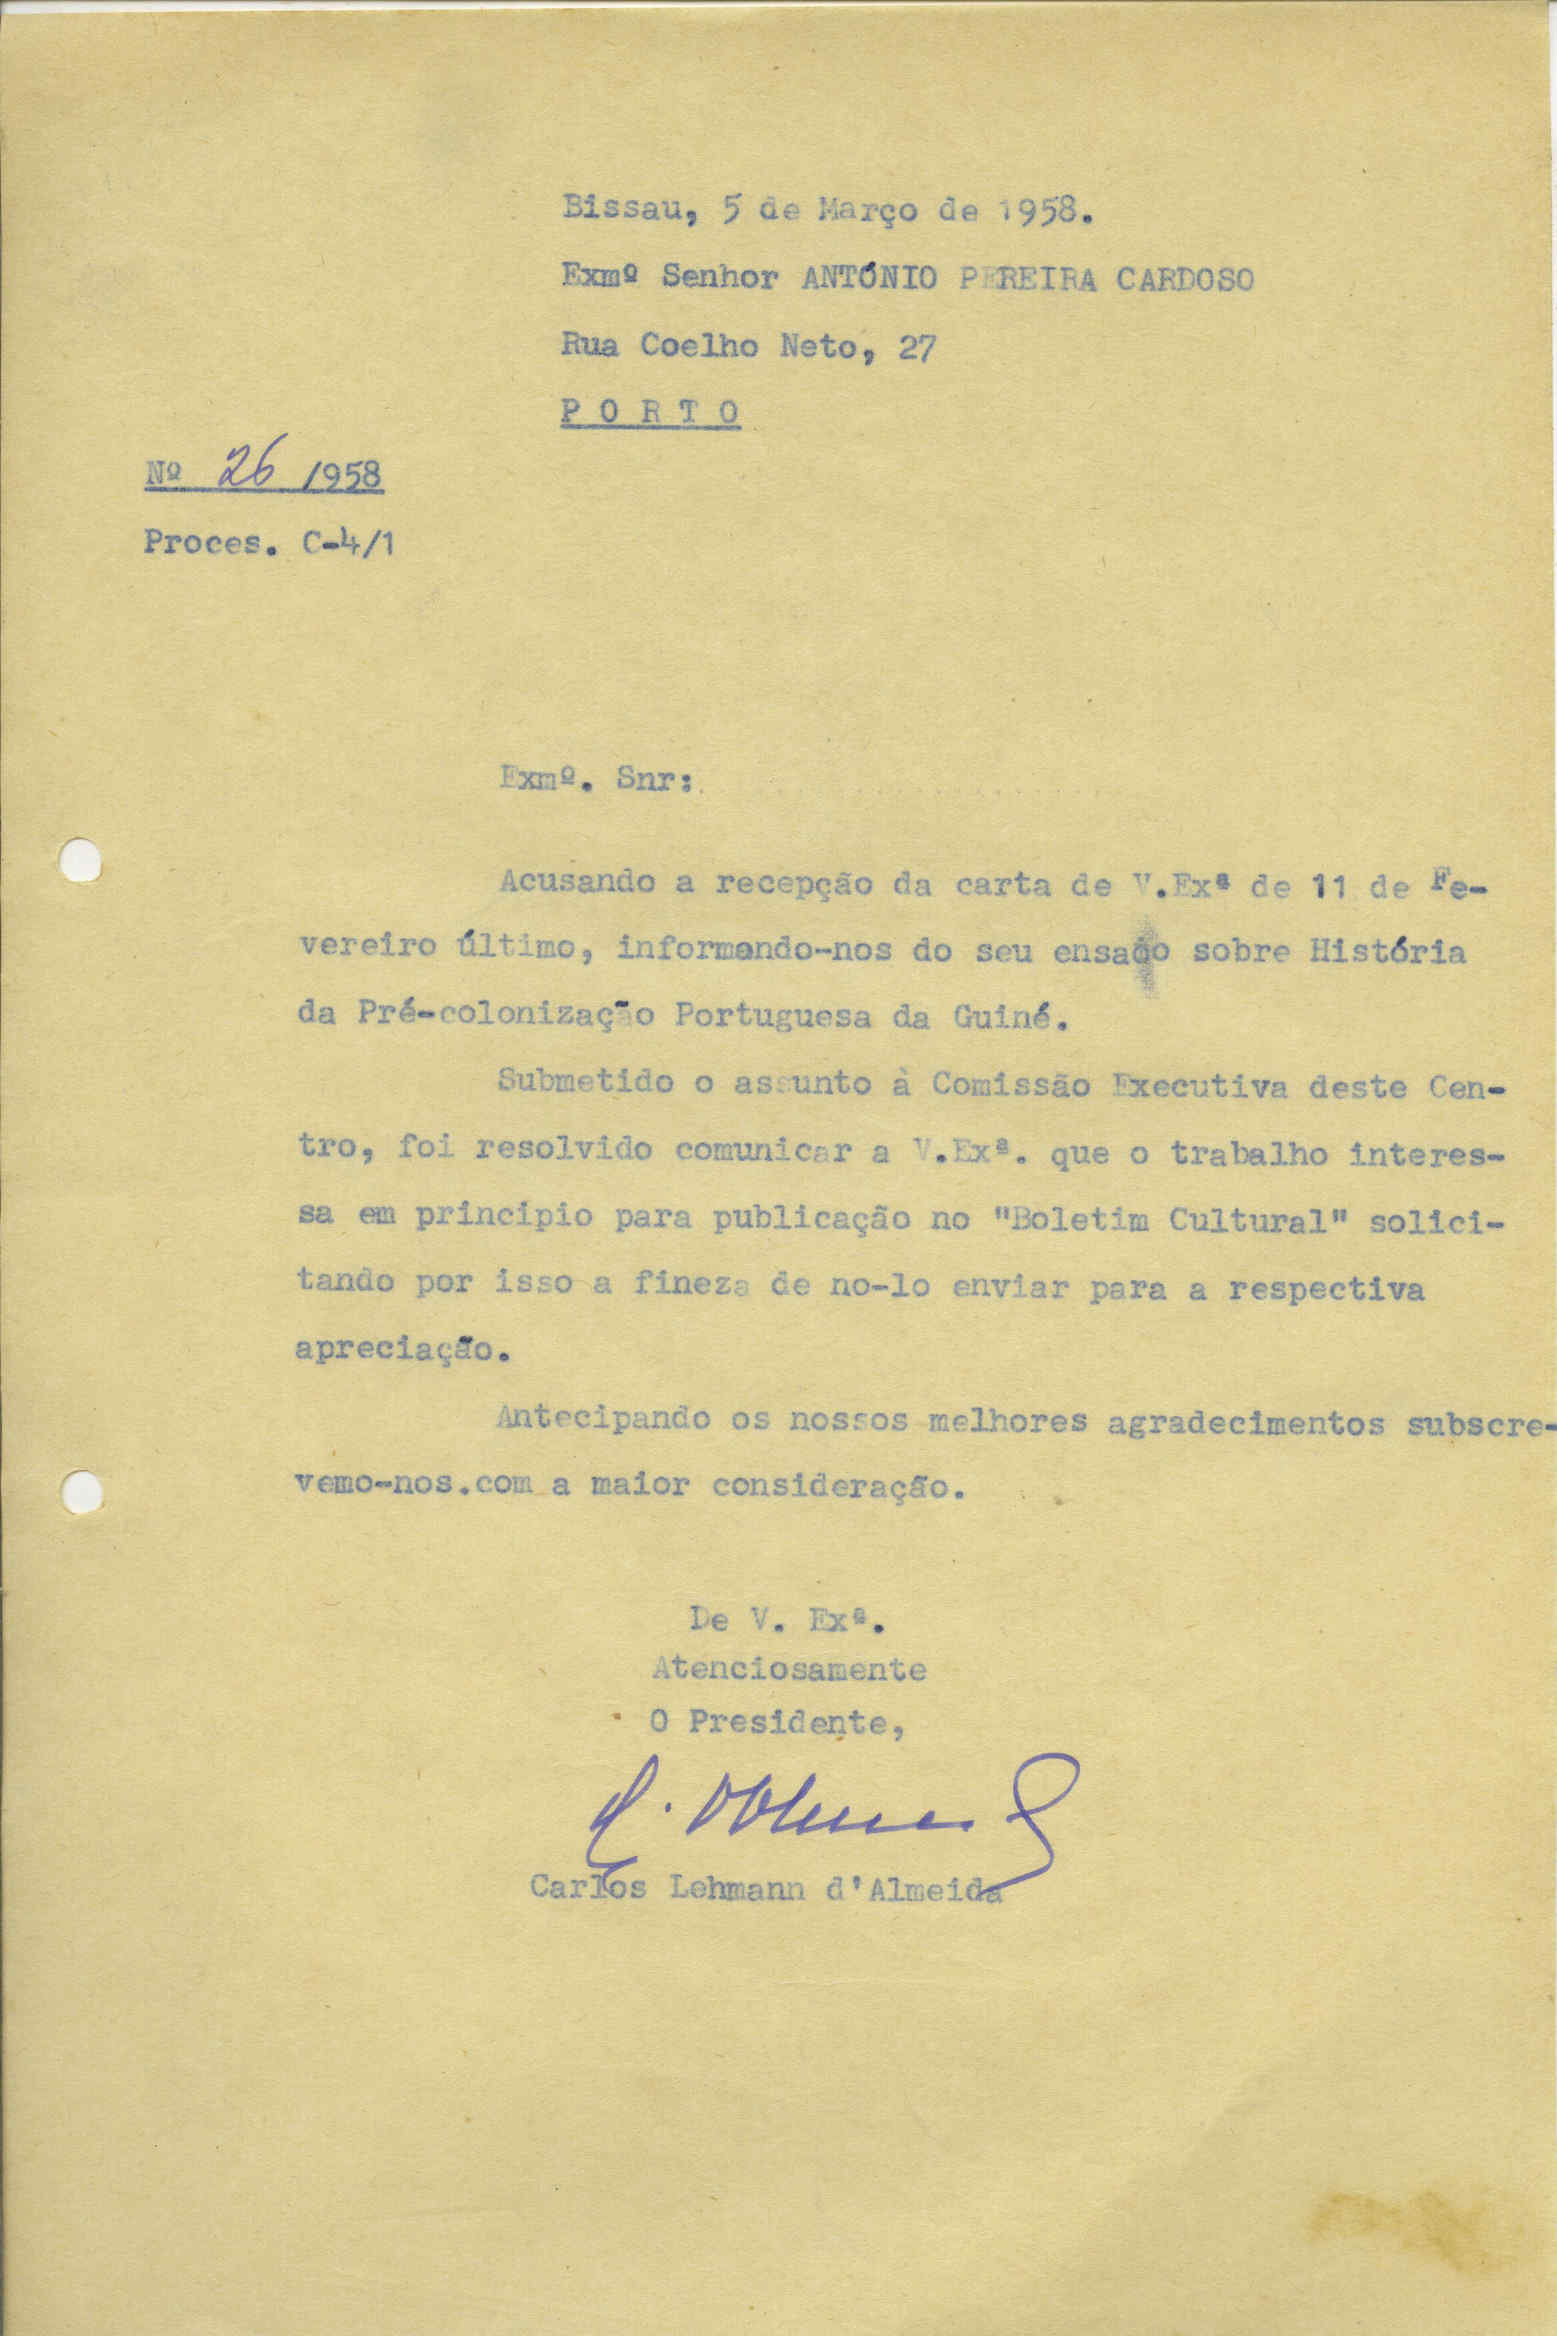 Bissau, 5 de Março de 1958.
Exmº Senhor ANTÓNIO PEREIRA CARDOSO
Rua Coelho Neto, 27
P O R T O
Nº 26 /1958
Proces. C-4/1
Exmº. Snr:
Acusando a recepção da carta de V.Exª de 11 de Fe-
vereiro último, informando-nos do seu ensaço sobre História
da Pré-colonização Portuguesa da Guiné.
Submetido o assunto à Comissão Executiva deste Cen-
tro, foi resolvido comunicar a V.Exª. que o trabalho interes-
sa em principio para publicação no "Boletim Cultural" solici-
tando por isso a fineza de no-lo enviar para a respectiva
apreciação.
Antecipando os nossos melhores agradecimentos subscre-
vemo-nos.com a maior consideração.
De V. Exª.
Atenciosamente
O Presidente,
Carlos Lehmann d'Almeida